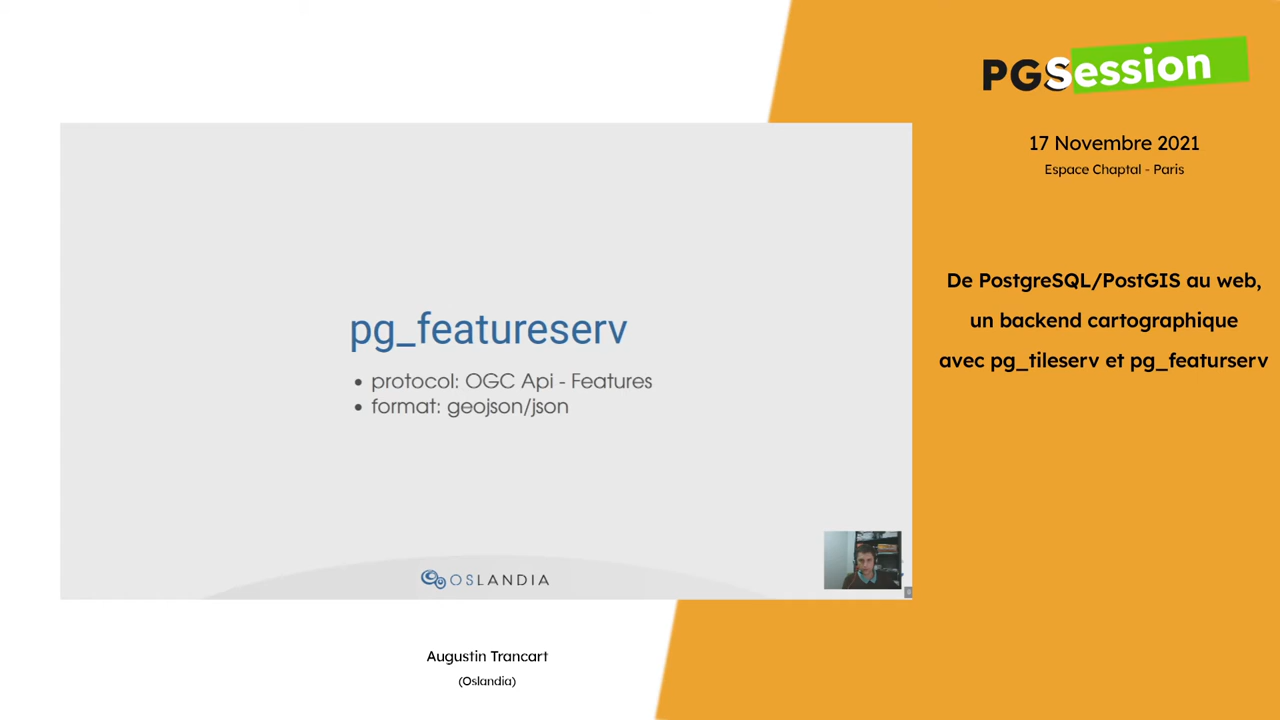 PGSession
17 Novembre 2021
Espace Chaptal - Paris
De PostgreSQL/PostGIS au web,
un backend cartographique
avec pg_tileserv et pg_featurserv
pg_featureserv
• protocol: OGC Api - Features
• format: geojson/json
OSLANDIA
Augustin Trancart
(Oslandia)